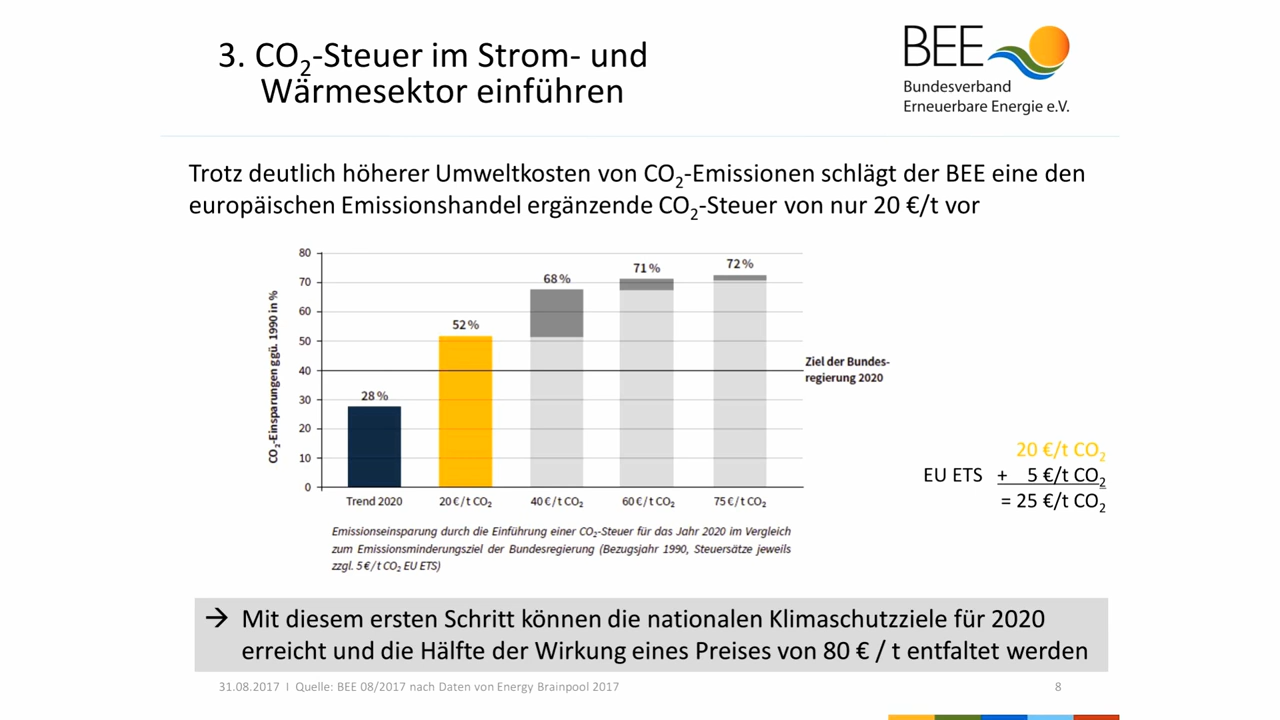 3. CO₂-Steuer im Strom- und
Wärmesektor einführen
BEE
Bundesverband
Erneuerbare Energie e.V.
Trotz deutlich höherer Umweltkosten von CO₂-Emissionen schlägt der BEE eine den
europäischen Emissionshandel ergänzende CO₂-Steuer von nur 20 €/t vor
CO₂-Einsparungen ggü. 1990 in %
80
70
60
50
40
30
20
10
0
28 %
52 %
68 %
71 %
72 %
Ziel der Bundes-
regierung 2020
Trend 2020
20 € / t CO₂
40 € / t CO₂
60 € / t CO₂
75 € / t CO₂
20 €/t CO₂
EU ETS + 5 €/t CO₂
= 25 €/t CO₂
Emissionseinsparung durch die Einführung einer CO₂-Steuer für das Jahr 2020 im Vergleich
zum Emissionsminderungsziel der Bundesregierung (Bezugsjahr 1990, Steuersätze jeweils
zzgl. 5 € / t CO₂ EU ETS)
→ Mit diesem ersten Schritt können die nationalen Klimaschutzziele für 2020
erreicht und die Hälfte der Wirkung eines Preises von 80 € / t entfaltet werden
31.08.2017 I Quelle: BEE 08/2017 nach Daten von Energy Brainpool 2017
8